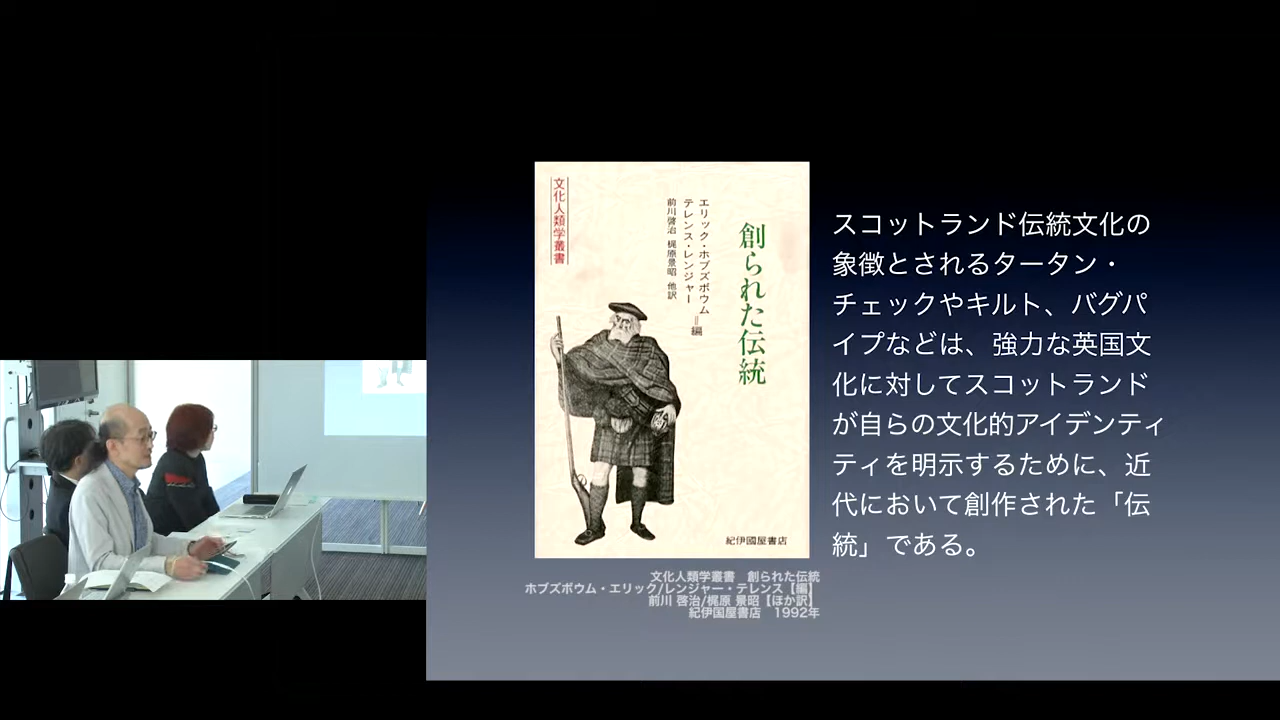 文化人類学叢書
創られた伝統
エリック・ホブズボウム
テレンス・レンジャー
=編
前川啓治 梶原景昭 他訳
紀伊國屋書店
スコットランド伝統文化の
象徴とされるタータン・
チェックやキルト、バグパ
イプなどは、強力な英国文
化に対してスコットランド
が自らの文化的アイデンティ
ティを明示するために、近
代において創作された「伝
統」である。
文化人類学叢書 創られた伝統
ホブズボウム・エリック/レンジャー・テレンス【編】
前川 啓治/梶原 景昭【ほか訳】
紀伊国屋書店 1992年